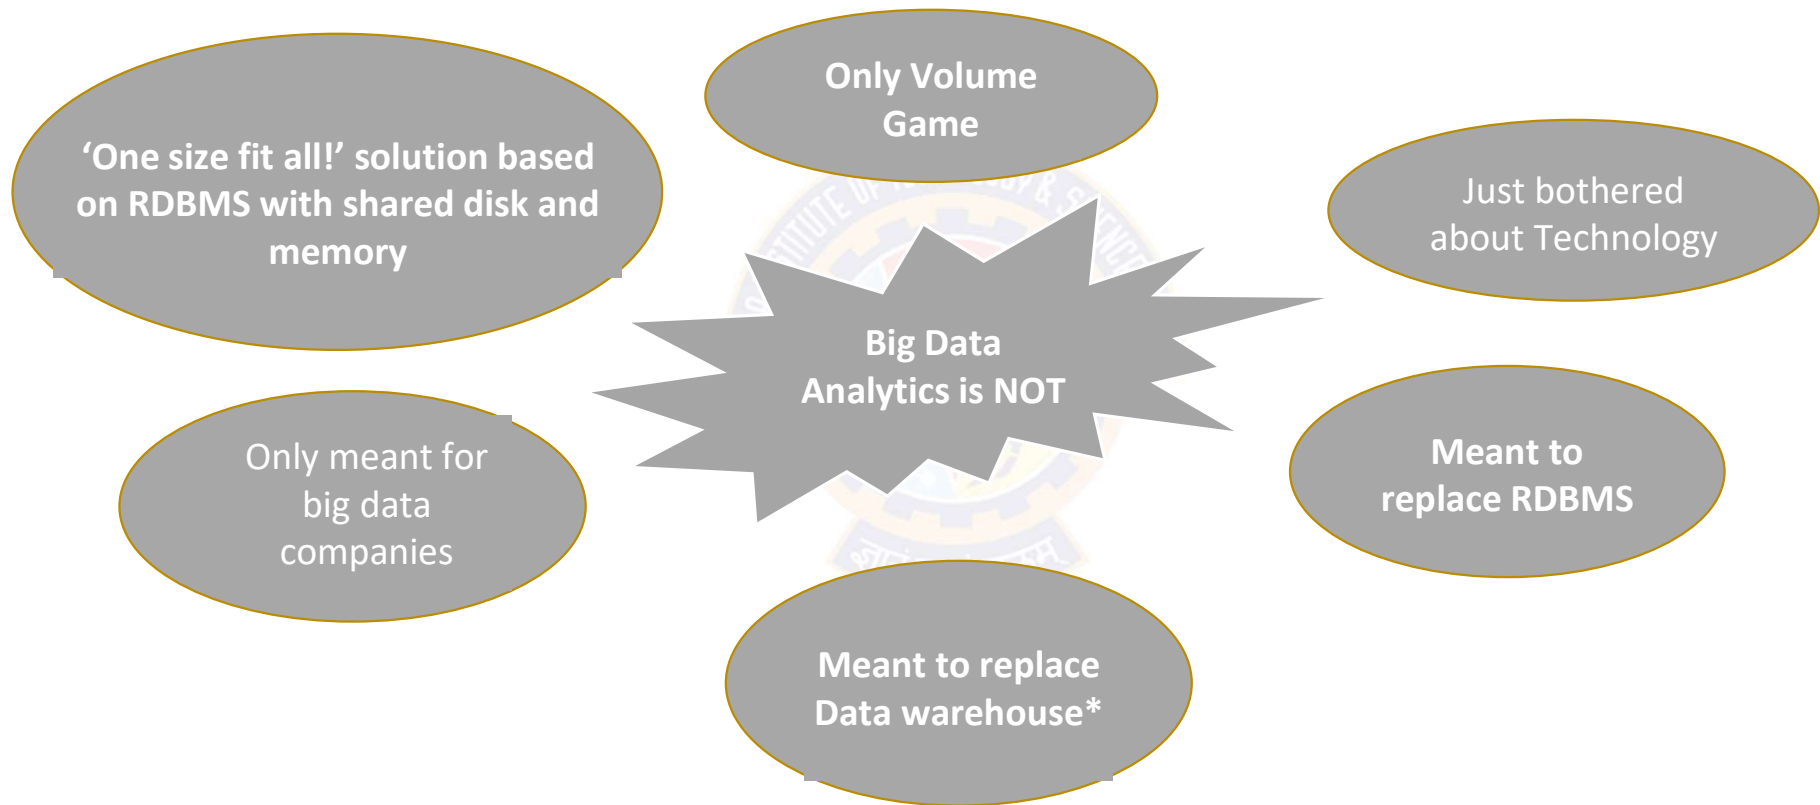 Only Volume
Game
‘One size fit all!’ solution based
on RDBMS with shared disk and
memory
Just bothered
about Technology
Big Data
Analytics is NOT
Only meant for
big data
companies
Meant to
replace RDBMS
Meant to replace
Data warehouse*